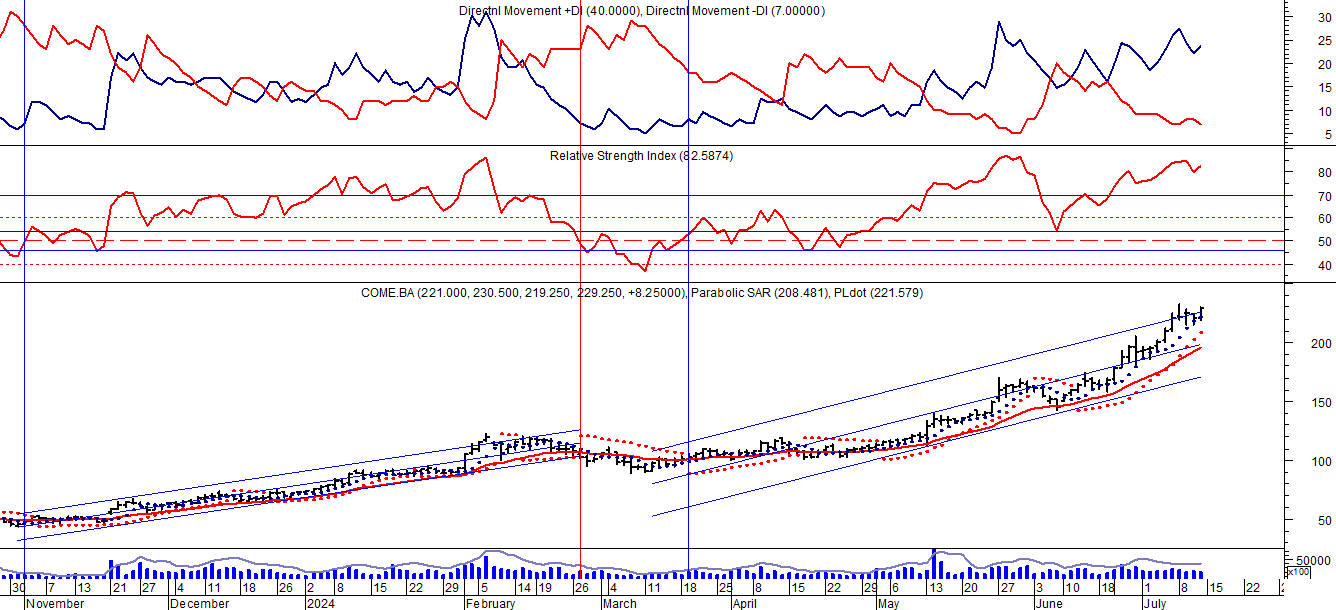 Directnl Movement +DI (40.0000), Directnl Movement -DI (7.00000)
30
25
20
15
10
5
Relative Strength Index (82.5874)
80
70
60
50
40
COME.BA (221.000, 230.500, 219.250, 229.250, +8.25000), Parabolic SAR (208.481), PLdot (221.579)
200
150
100
50
50000
x100
30 7 13 21 27 4 11 18 26 2 8 15 22 29 5 14 19 26 4 11 18 25 8 15 22 29 6 13 20 27 3 10 18 1 8 15 22
November December 2024 February March April May June July